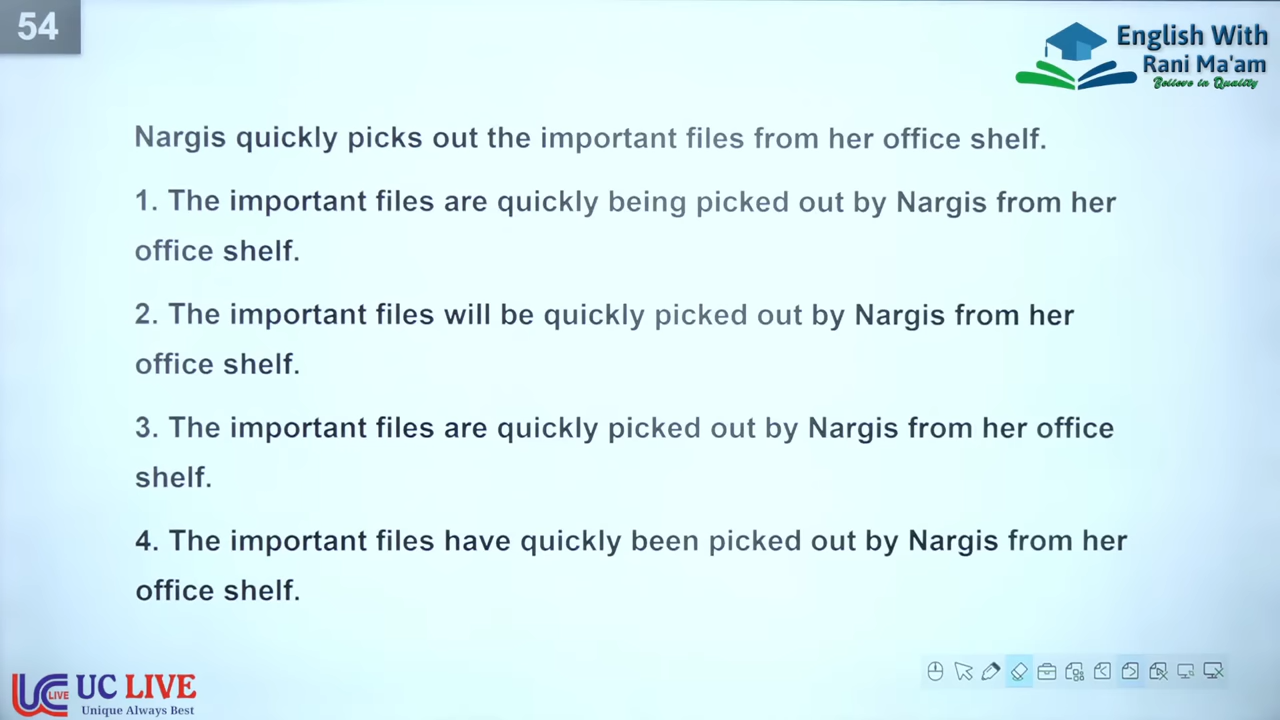 54
English With
Rani Ma'am
Believe in Quality
Nargis quickly picks out the important files from her office shelf.
1. The important files are quickly being picked out by Nargis from her
office shelf.
2. The important files will be quickly picked out by Nargis from her
office shelf.
3. The important files are quickly picked out by Nargis from her office
shelf.
4. The important files have quickly been picked out by Nargis from her
office shelf.
UC LIVE UC LIVE
Unique Always Best